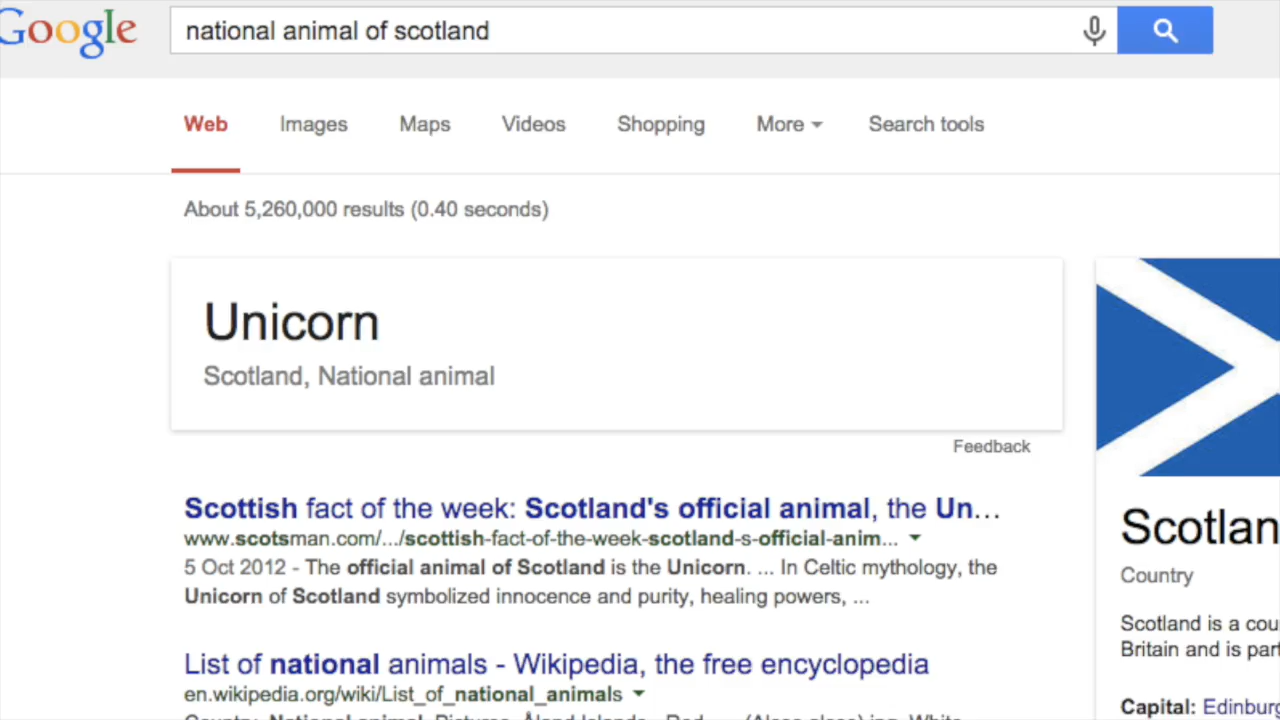 Google
national animal of scotland
Web Images Maps Videos Shopping More Search tools
About 5,260,000 results (0.40 seconds)
Unicorn
Scotland, National animal
Feedback
Scottish fact of the week: Scotland's official animal, the Un...
www.scotsman.com/.../scottish-fact-of-the-week-scotland-s-official-anim...
5 Oct 2012 - The official animal of Scotland is the Unicorn. ... In Celtic mythology, the
Unicorn of Scotland symbolized innocence and purity, healing powers, ...
List of national animals - Wikipedia, the free encyclopedia
en.wikipedia.org/wiki/List_of_national_animals
Scotlan
Country
Scotland is a cou
Britain and is part
Capital: Edinburg